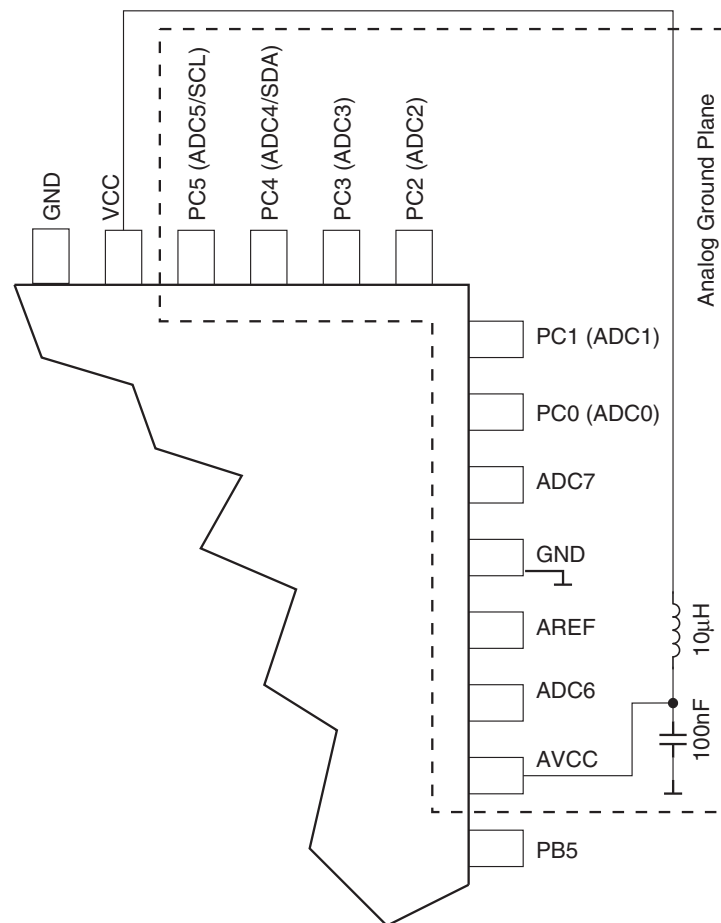 GND
VCC
PC5 (ADC5/SCL)
PC4 (ADC4/SDA)
PC3 (ADC3)
PC2 (ADC2)
Analog Ground Plane
PC1 (ADC1)
PC0 (ADC0)
ADC7
GND
AREF
ADC6
AVCC
PB5
10μH
100nF